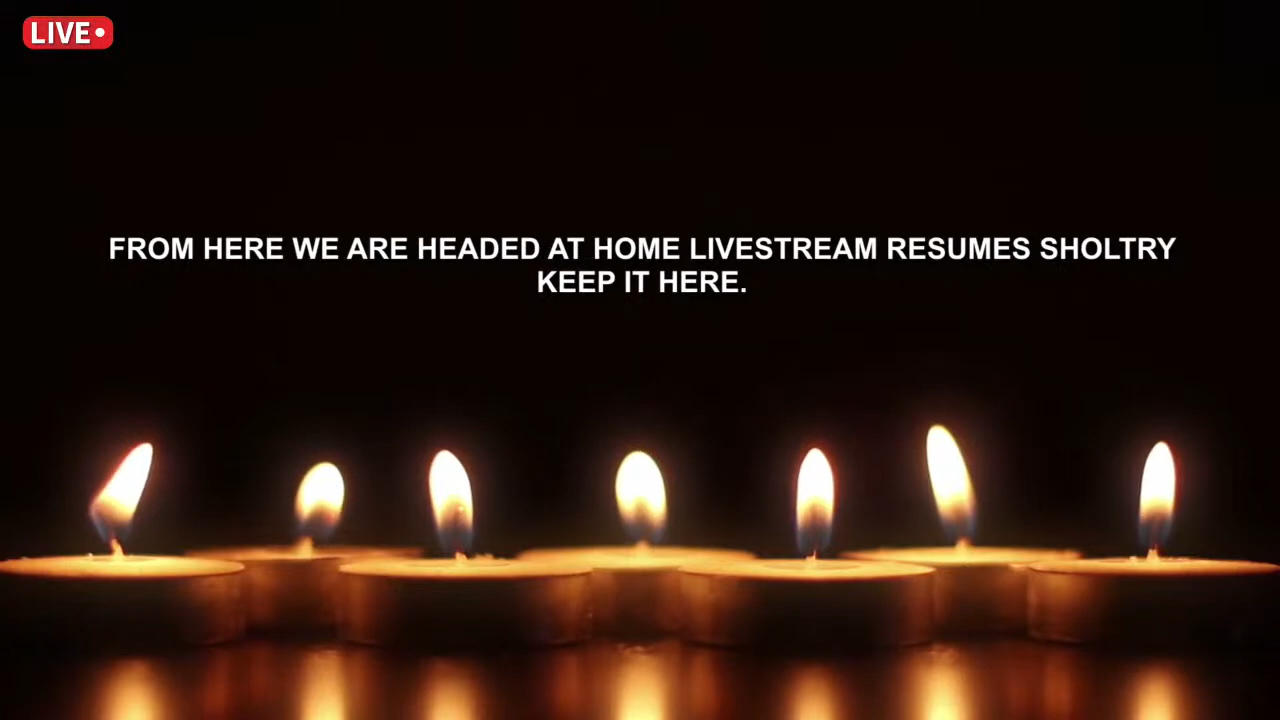 LIVE
FROM HERE WE ARE HEADED AT HOME LIVESTREAM RESUMES SHOLTRY
KEEP IT HERE.